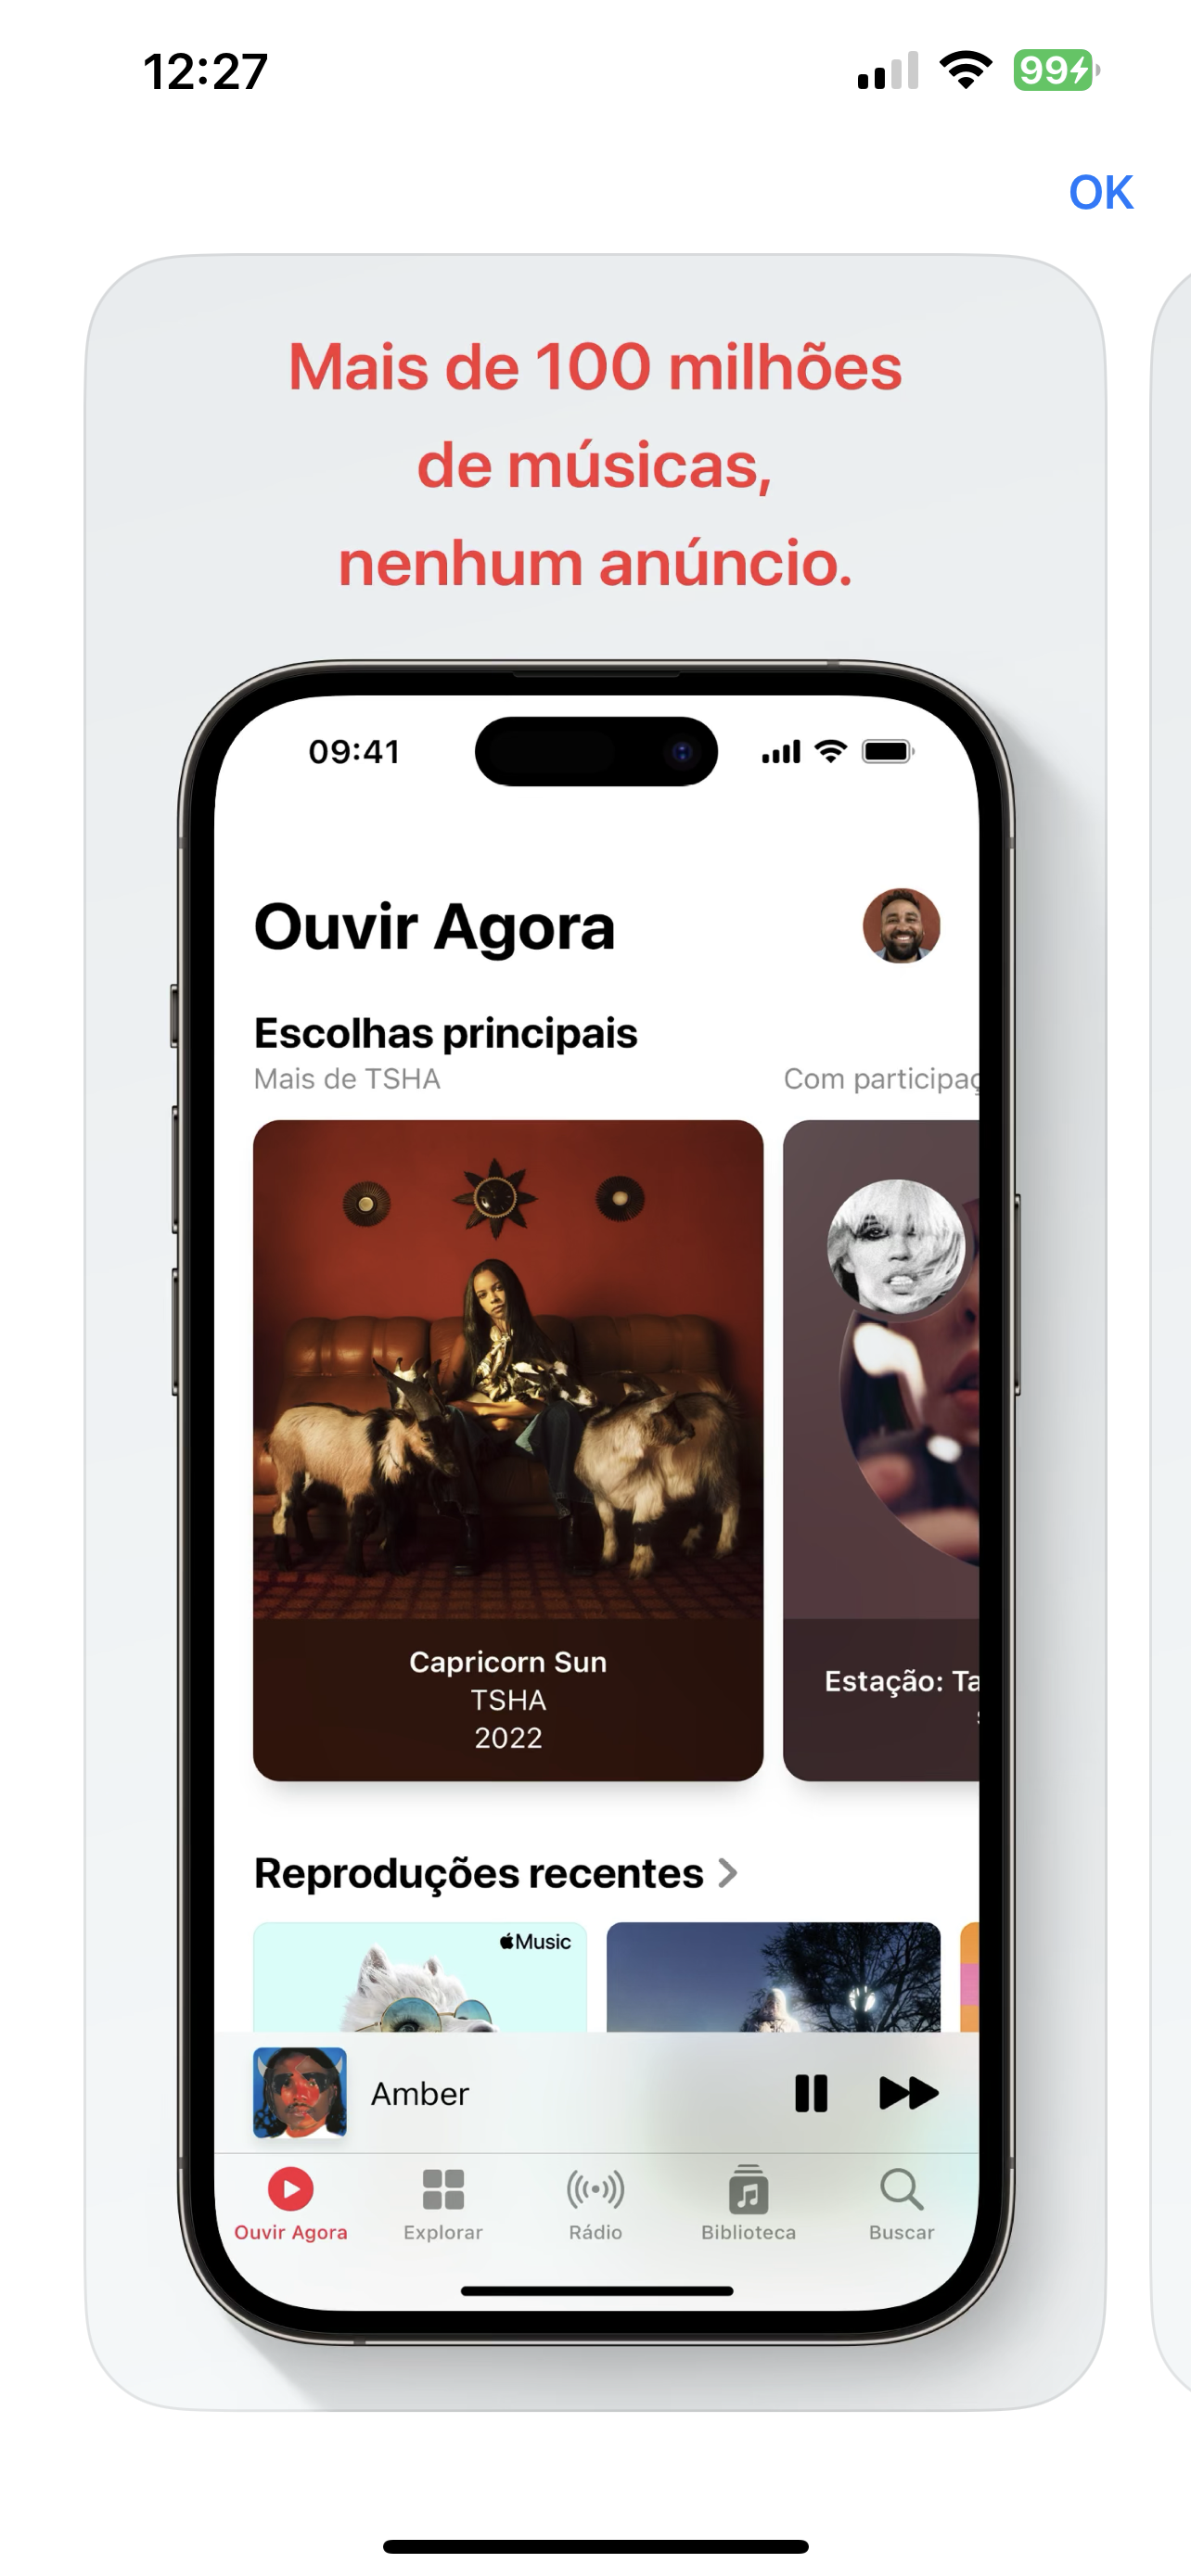 12:27
99
OK
Mais de 100 milhões
de músicas,
nenhum anúncio.
09:41
Ouvir Agora
Escolhas principais
Mais de TSHA
Com participaç
Capricorn Sun
TSHA
2022
Estação: Ta
Reproduções recentes
Music
Amber
Ouvir Agora
Explorar
Rádio
Biblioteca
Buscar